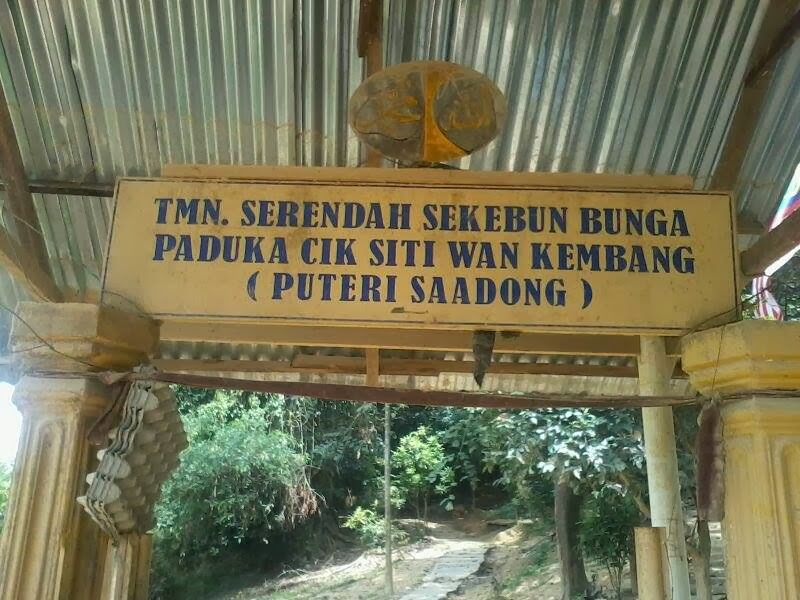 TMN. SERENDAH SEKEBUN BUNGA
PADUKA CIK SITI WAN KEMBANG
( PUTERI SAADONG )